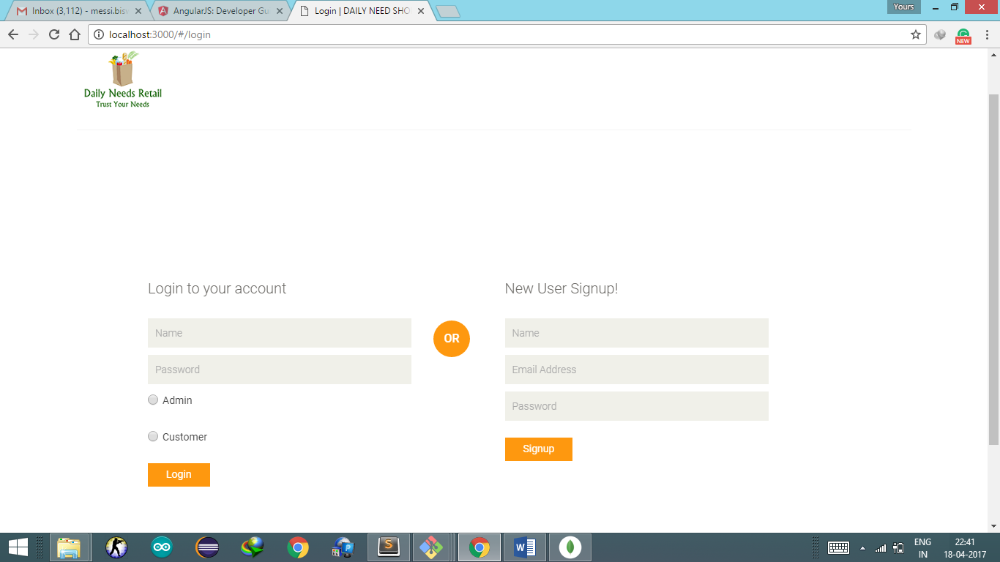 Inbox (3,112) - messi.bis
AngularJS: Developer Gu
Login | DAILY NEED SHO
Yours
localhost:3000/#/login
NEW
Daily Needs Retail
Trust Your Needs
Login to your account
New User Signup!
Name
Password
Admin
Customer
Login
OR
Name
Email Address
Password
Signup
S
W
P
ENG
IN
22:41
18-04-2017